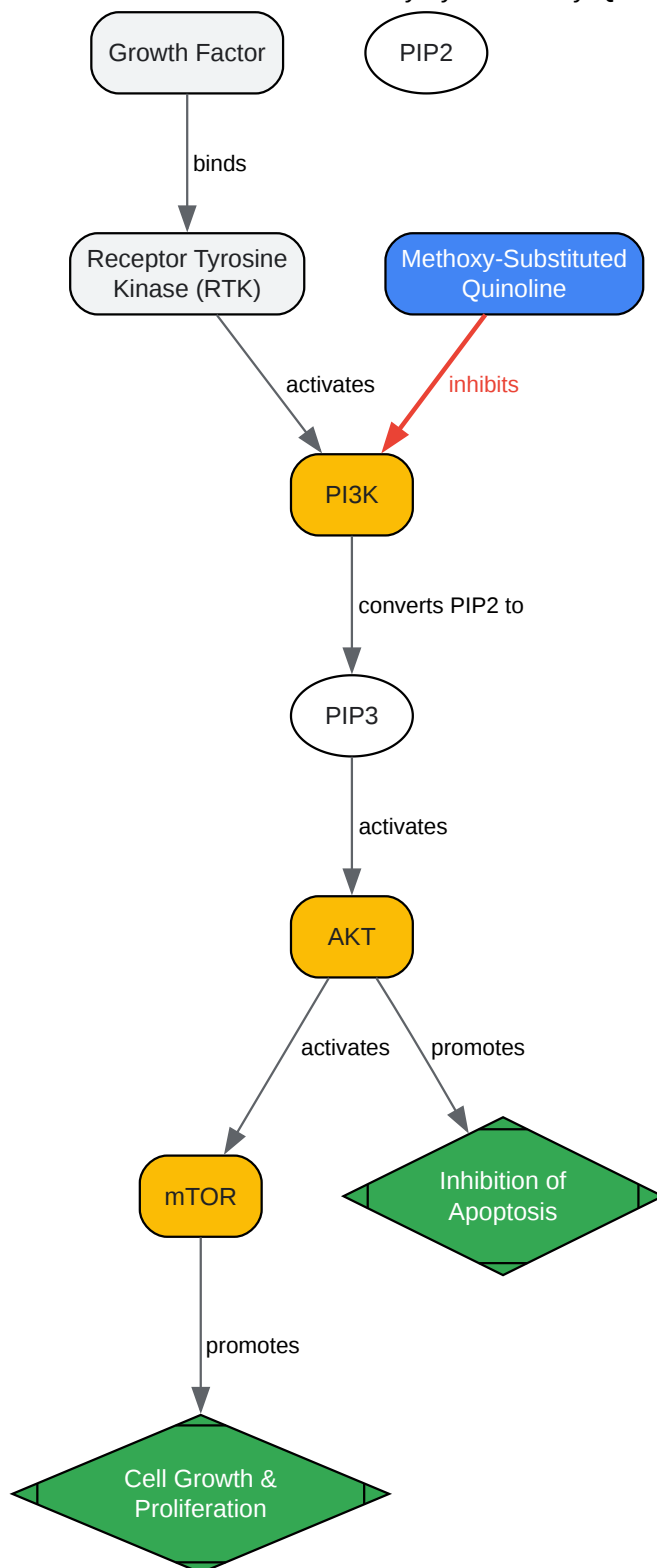 Growth Factor
PIP2
binds
Receptor Tyrosine
Kinase (RTK)
Methoxy-Substituted
Quinoline
activates
inhibits
PI3K
converts PIP2 to
PIP3
activates
AKT
activates
promotes
mTOR
Inhibition of
Apoptosis
promotes
Cell Growth &
Proliferation